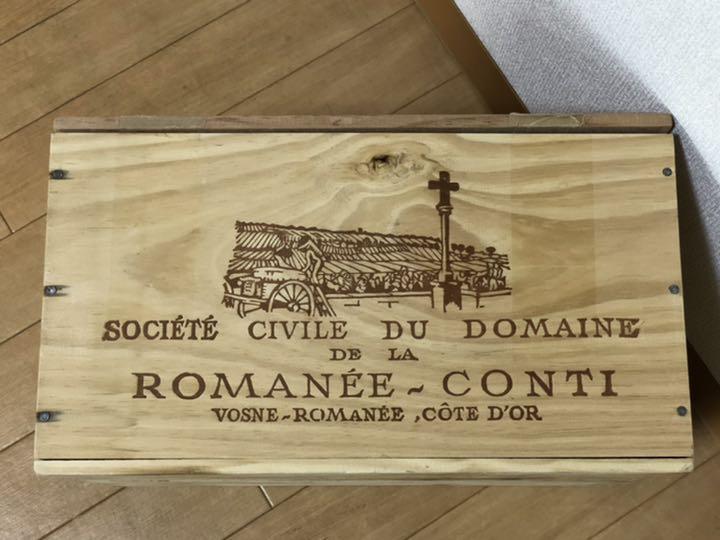 SOCIÉTÉ CIVILE DU DOMAINE
DE LA
ROMANÉE-CONTI
VOSNE-ROMANÉE, CÔTE D'OR